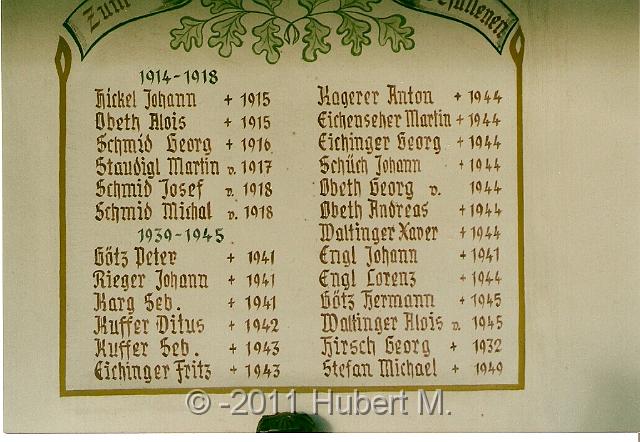 Zum
Gefallenen
1914-1918
Hickel Johann + 1915
Obeth Alois + 1915
Schmid Georg + 1916
Staudigl Martin v. 1917
Schmid Josef v. 1918
Schmid Michal v. 1918
1939-1945
Götz Peter + 1941
Rieger Johann + 1941
Karg Seb. + 1941
Kuffer Vitus + 1942
Kuffer Seb. + 1943
Eichinger Fritz + 1943
Kagerer Anton + 1944
Eichenseher Martin + 1944
Eichinger Georg + 1944
Schüch Johann + 1944
Obeth Georg v. 1944
Obeth Andreas + 1944
Waltinger Xaver + 1944
Engl Johann + 1941
Engl Lorenz + 1944
Götz Hermann + 1945
Waltinger Alois v. 1945
Hirsch Georg + 1932
Stefan Michael + 1949
© -2011 Hubert M.